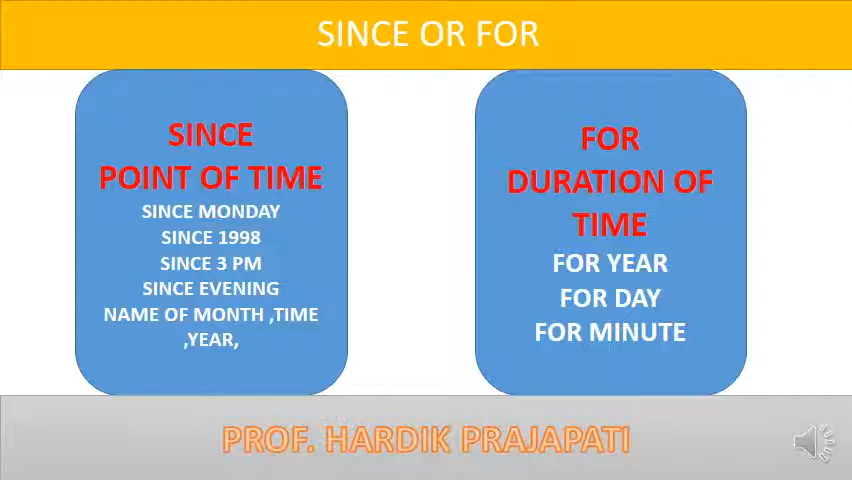 SINCE OR FOR
SINCE
POINT OF TIME
SINCE MONDAY
SINCE 1998
SINCE 3 PM
SINCE EVENING
NAME OF MONTH ,TIME
,YEAR,
FOR
DURATION OF
TIME
FOR YEAR
FOR DAY
FOR MINUTE
PROF. HARDIK PRAJAPATI